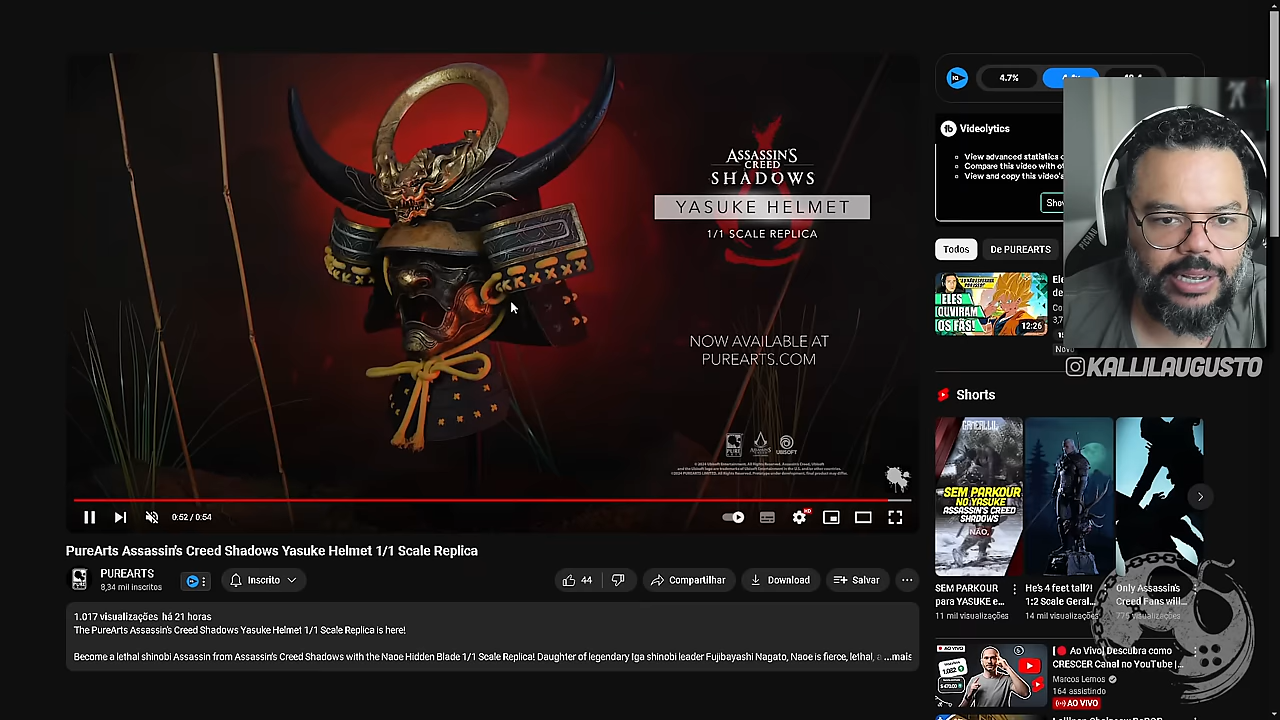 ASSASSIN'S
CREED
SHADOWS
YASUKE HELMET
1/1 SCALE REPLICA
NOW AVAILABLE AT
PUREARTS.COM
0:52 / 0:54
HD
PureArts Assassin's Creed Shadows Yasuke Helmet 1/1 Scale Replica
PUREARTS
8,34 mil inscritos
Inscrito
44
Compartilhar
Download
Salvar
1.017 visualizações há 21 horas
The PureArts Assassin's Creed Shadows Yasuke Helmet 1/1 Scale Replica is here!
Become a lethal shinobi Assassin from Assassin's Creed Shadows with the Naoe Hidden Blade 1/1 Scale Replica! Daughter of legendary Iga shinobi leader Fujibayashi Nagato, Naoe is fierce, lethal, a ...mais
4.7%
Videolytics
View advanced statistics
Compare this video with
View and copy this video's
Todos
De PUREARTS
ELES
OUVIRAM
OS FÃS!
12:26
KALLILAUGUSTO
Shorts
SEM PARKOUR
NO YASUKE
ASSASSIN'S CREED
SHADOWS
NÃO.
SEM PARKOUR
para YASUKE e...
11 mil visualizações
He's 4 feet tall?!
1:2 Scale Geral...
14 mil visualizações
Only Assassin's
Creed Fans will...
visualizações
AO VIVO
Ao Vivo] Descubra como
CRESCER Canal no YouTube |...
Marcos Lemos
164 assistindo
AO VIVO